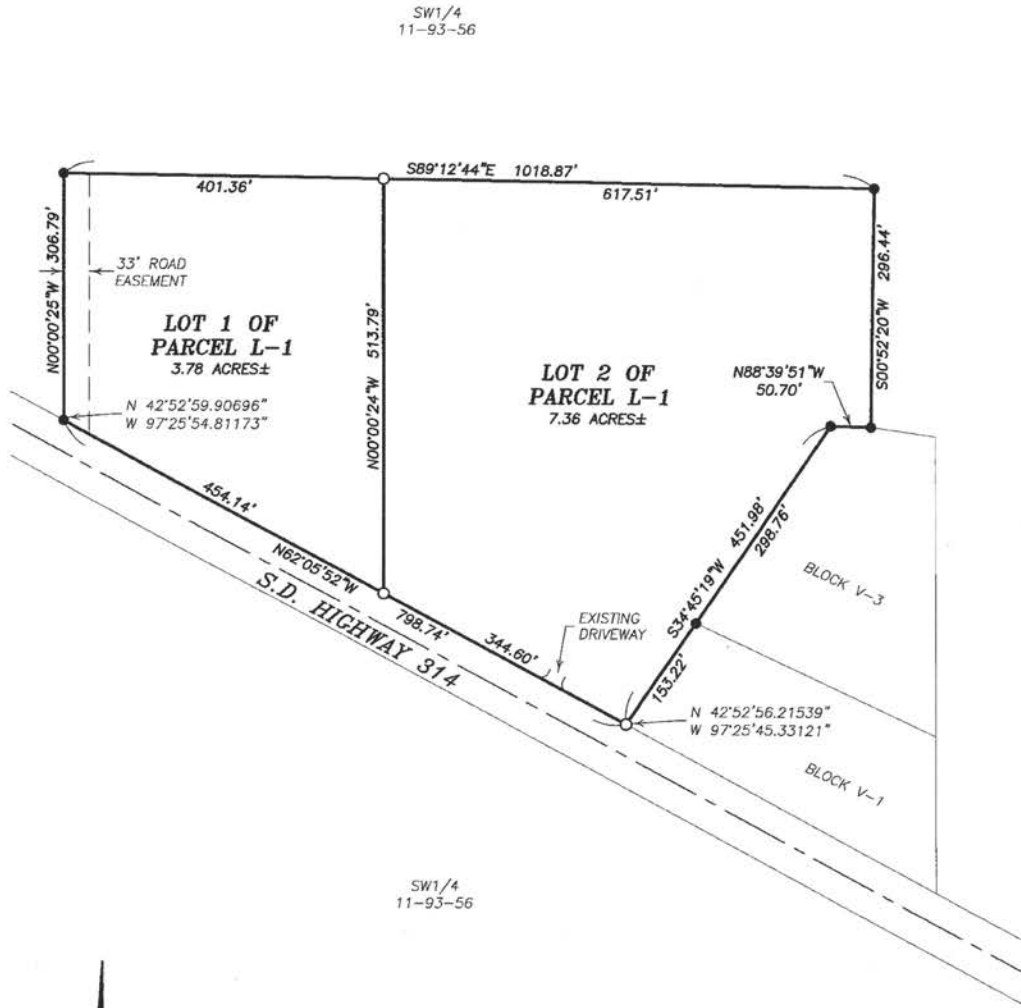 SW1/4
11-93-56
S89°12'44"E 1018.87'
401.36'
617.51'
N00°00'25"W 306.79'
33' ROAD
EASEMENT
LOT 1 OF
PARCEL L-1
3.78 ACRES±
N00°00'24"W 513.79'
LOT 2 OF
PARCEL L-1
7.36 ACRES±
N88°39'51"W
50.70'
S00°52'20"W 296.44'
N 42°52'59.90696"
W 97°25'54.81173"
454.14'
N62°05'52"W
798.74'
344.60'
S.D. HIGHWAY 314
EXISTING
DRIVEWAY
S34°45'19"W 451.98'
298.76'
153.22'
BLOCK V-3
N 42°52'56.21539"
W 97°25'45.33121"
BLOCK V-1
SW1/4
11-93-56